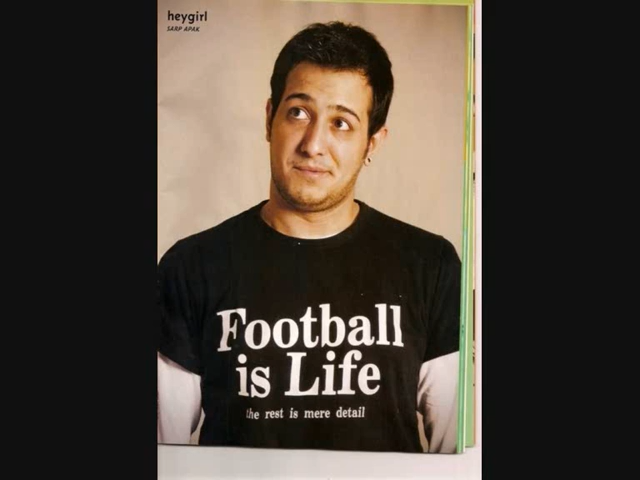 heygirl
SARP APAK
Football
is Life
the rest is mere detail